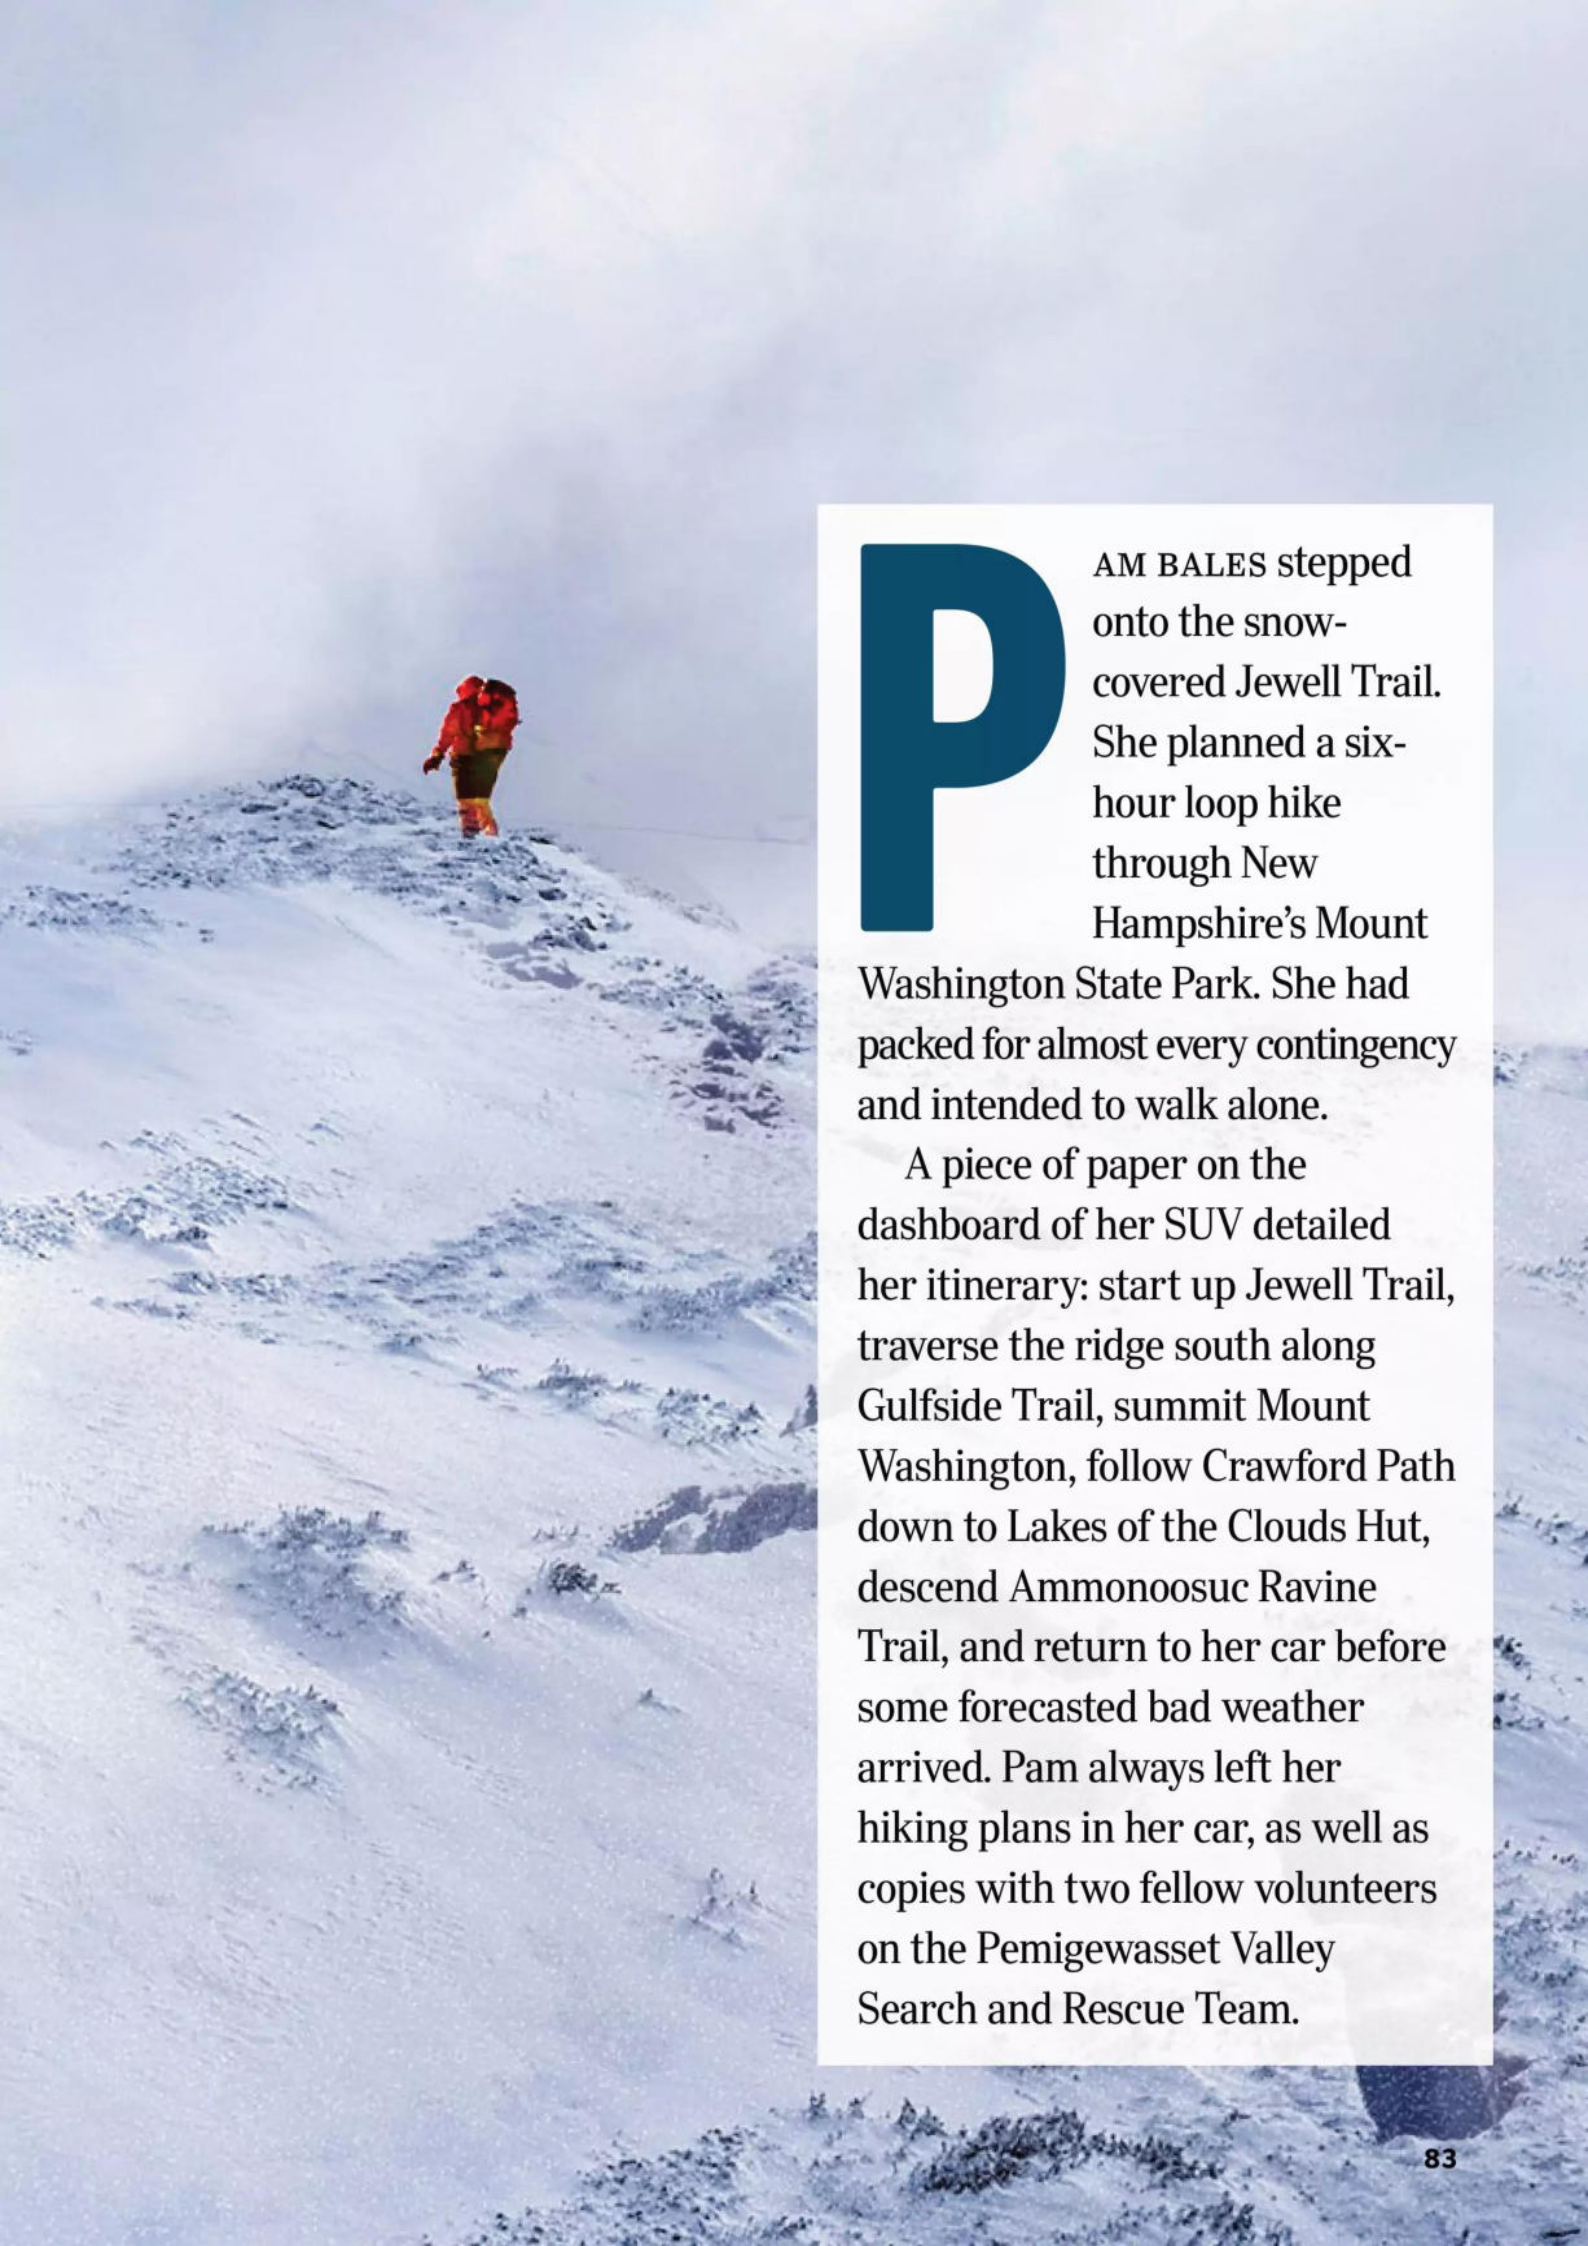 PAM BALES stepped
onto the snow-
covered Jewell Trail.
She planned a six-
hour loop hike
through New
Hampshire’s Mount
Washington State Park. She had
packed for almost every contingency
and intended to walk alone.
A piece of paper on the
dashboard of her SUV detailed
her itinerary: start up Jewell Trail,
traverse the ridge south along
Gulfside Trail, summit Mount
Washington, follow Crawford Path
down to Lakes of the Clouds Hut,
descend Ammonoosuc Ravine
Trail, and return to her car before
some forecasted bad weather
arrived. Pam always left her
hiking plans in her car, as well as
copies with two fellow volunteers
on the Pemigewasset Valley
Search and Rescue Team.
83